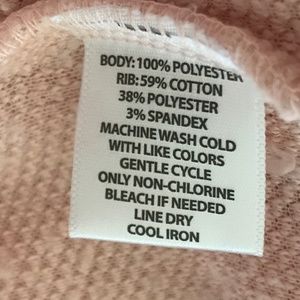 BODY: 100% POLYESTER
RIB: 59% COTTON
38% POLYESTER
3% SPANDEX
MACHINE WASH COLD
WITH LIKE COLORS
GENTLE CYCLE
ONLY NON-CHLORINE
BLEACH IF NEEDED
LINE DRY
COOL IRON